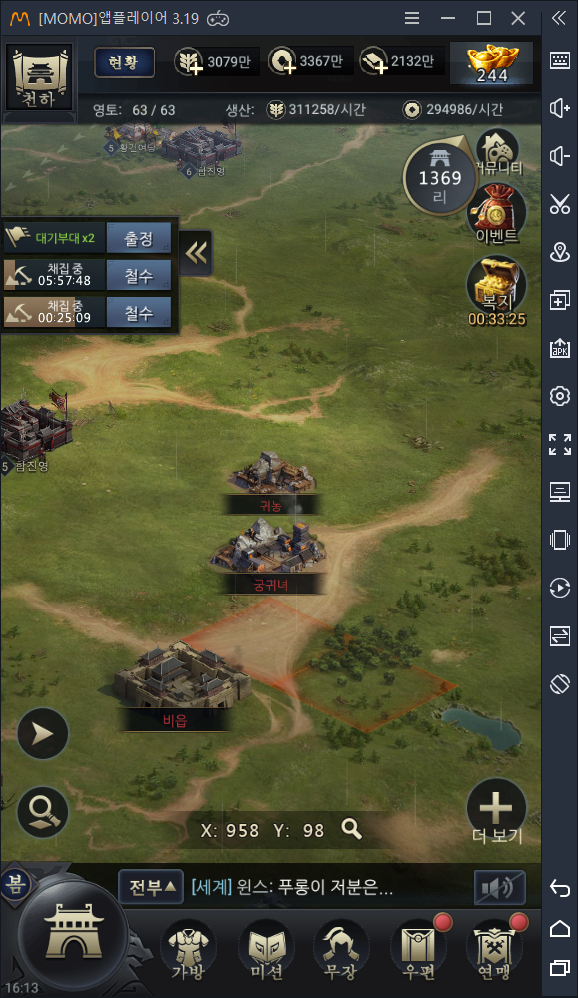 [MOMO]앱플레이어 3.19
천하
현황
3079만
3367만
2132만
244
영토: 63 / 63
생산:
311258/시간
294986/시간
5 황건여당
6 함진영
커뮤니티
1369
리
대기부대 x2
출정
이벤트
채집 중
05:57:48
철수
채집 중
00:25:09
철수
복지
00:33:25
5 함진영
귀농
궁귀녀
비읍
X: 958 Y: 98
더 보기
봄
전부
[세계] 윈스: 푸롱이 저분은...
가방
미션
무장
우편
연맹
16:13
APK